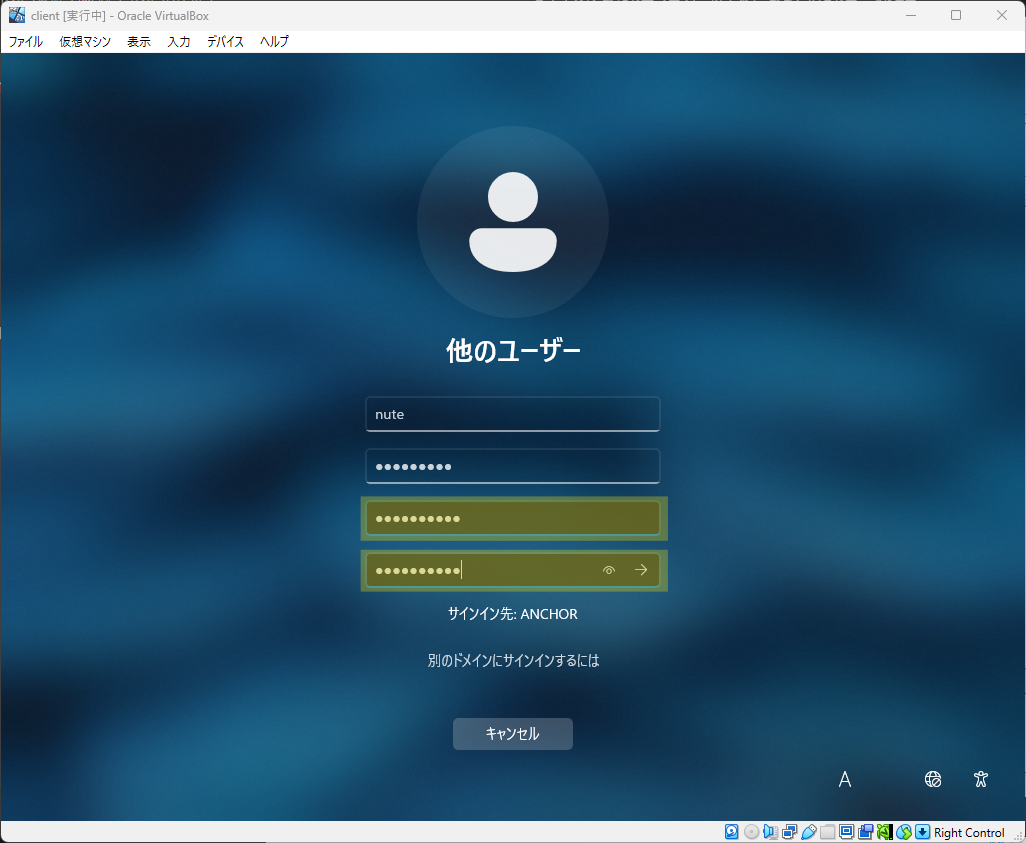 client [実行中] - Oracle VirtualBox
ファイル 仮想マシン 表示 入力 デバイス ヘルプ
他のユーザー
nute
●●●●●●●●●
●●●●●●●●●●
●●●●●●●●●●
サインイン先: ANCHOR
別のドメインにサインインするには
キャンセル
A
Right Control